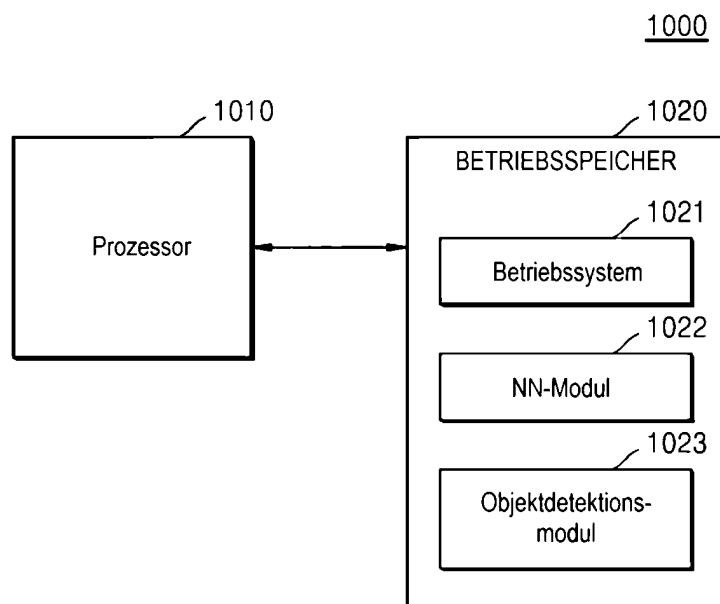 1000
1010
Prozessor
1020
BETRIEBSSPEICHER
1021
Betriebssystem
1022
NN-Modul
1023
Objektdetektions-
modul